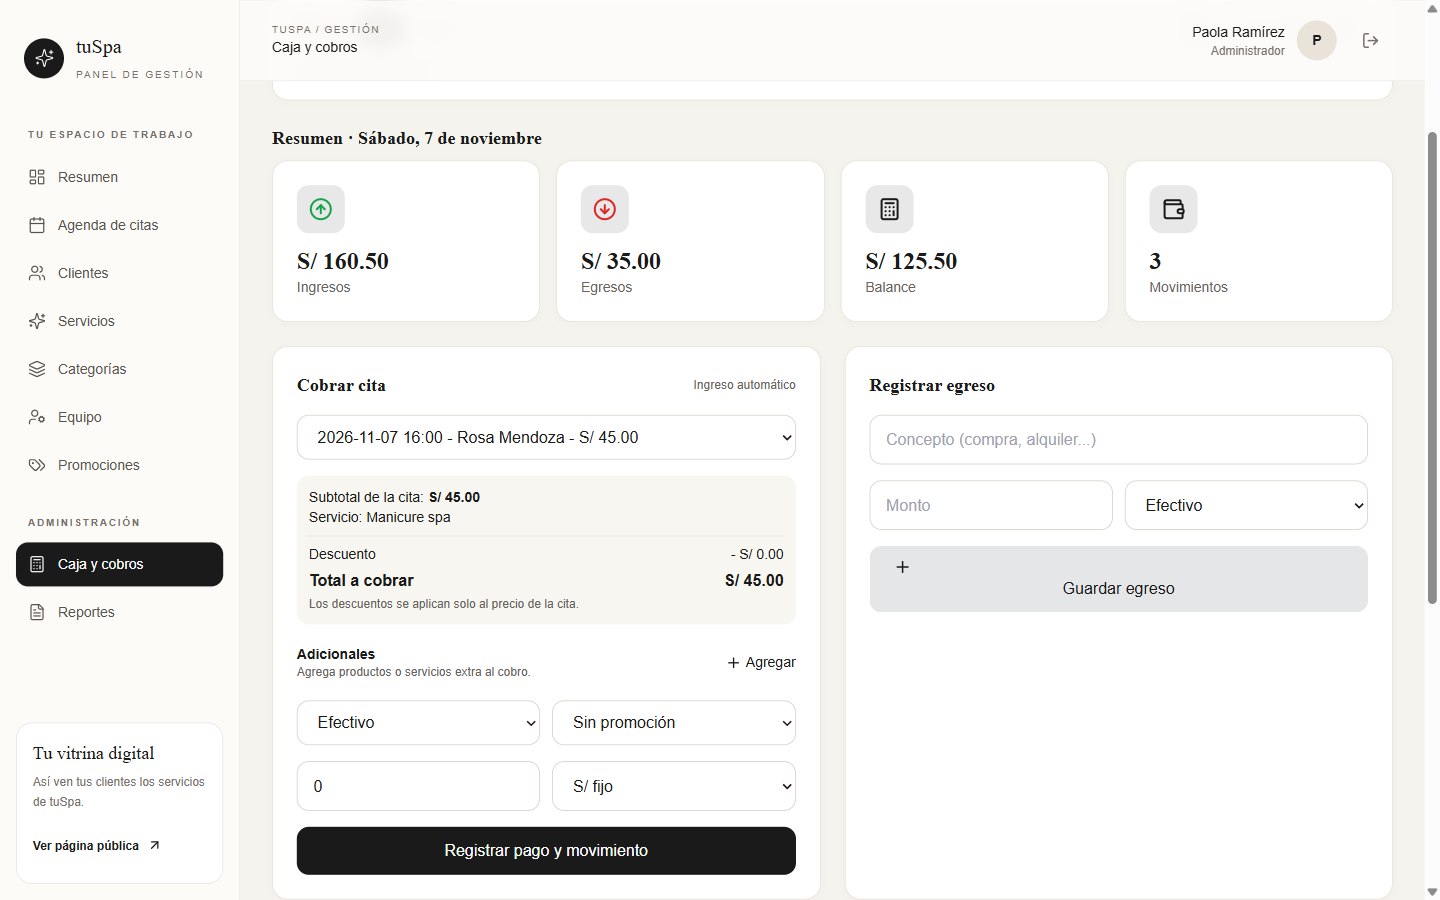 tuSpa
PANEL DE GESTIÓN
TU ESPACIO DE TRABAJO
Resumen
Agenda de citas
Clientes
Servicios
Categorías
Equipo
Promociones
ADMINISTRACIÓN
Caja y cobros
Reportes
Tu vitrina digital
Así ven tus clientes los servicios
de tuSpa.
Ver página pública
TUSPA / GESTIÓN
Caja y cobros
Paola Ramírez
Administrador
P
Resumen · Sábado, 7 de noviembre
S/ 160.50
Ingresos
S/ 35.00
Egresos
S/ 125.50
Balance
3
Movimientos
Cobrar cita
Ingreso automático
2026-11-07 16:00 - Rosa Mendoza - S/ 45.00
Subtotal de la cita: S/ 45.00
Servicio: Manicure spa
Descuento - S/ 0.00
Total a cobrar S/ 45.00
Los descuentos se aplican solo al precio de la cita.
Adicionales
Agrega productos o servicios extra al cobro.
+ Agregar
Efectivo
Sin promoción
0
S/ fijo
Registrar pago y movimiento
Registrar egreso
Concepto (compra, alquiler...)
Monto
Efectivo
+
Guardar egreso